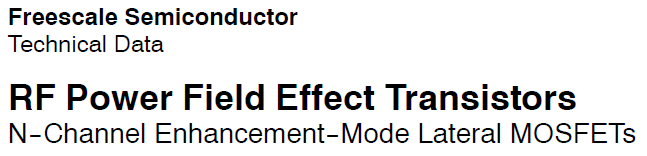 Freescale Semiconductor
Technical Data
RF Power Field Effect Transistors
N-Channel Enhancement-Mode Lateral MOSFETs